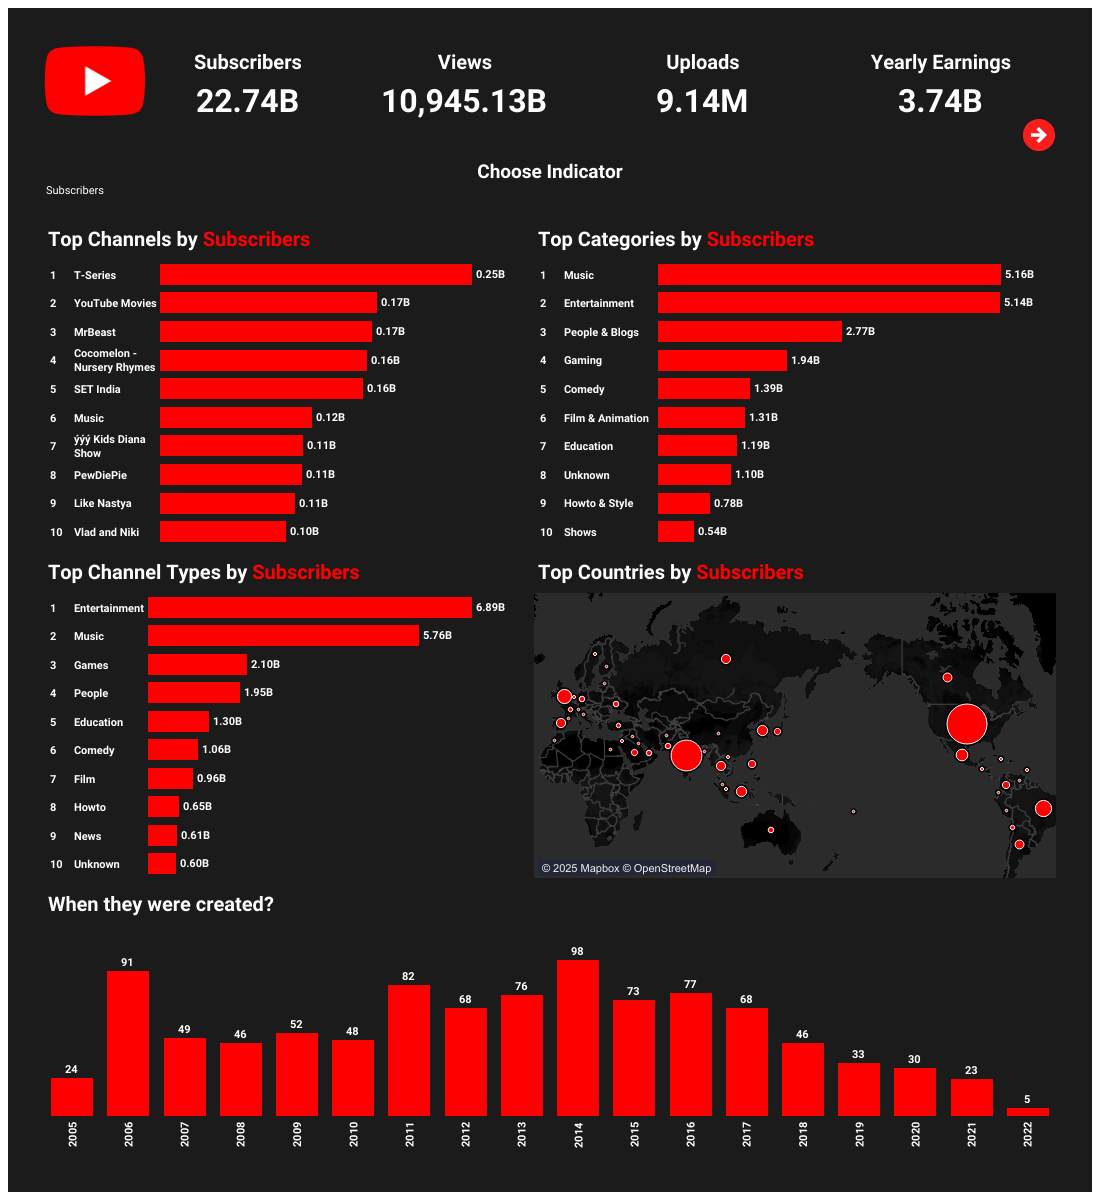 Subscribers
22.74B
Views
10,945.13B
Uploads
9.14M
Yearly Earnings
3.74B
Choose Indicator
Subscribers
Top Channels by Subscribers
1 T-Series 0.25B
2 YouTube Movies 0.17B
3 MrBeast 0.17B
4 Cocomelon -
Nursery Rhymes 0.16B
5 SET India 0.16B
6 Music 0.12B
7 ýýý Kids Diana
Show 0.11B
8 PewDiePie 0.11B
9 Like Nastya 0.11B
10 Vlad and Niki 0.10B
Top Categories by Subscribers
1 Music 5.16B
2 Entertainment 5.14B
3 People & Blogs 2.77B
4 Gaming 1.94B
5 Comedy 1.39B
6 Film & Animation 1.31B
7 Education 1.19B
8 Unknown 1.10B
9 Howto & Style 0.78B
10 Shows 0.54B
Top Channel Types by Subscribers
1 Entertainment 6.89B
2 Music 5.76B
3 Games 2.10B
4 People 1.95B
5 Education 1.30B
6 Comedy 1.06B
7 Film 0.96B
8 Howto 0.65B
9 News 0.61B
10 Unknown 0.60B
Top Countries by Subscribers
© 2025 Mapbox © OpenStreetMap
When they were created?
24 91 49 46 52 48 82 68 76 98 73 77 68 46 33 30 23 5
2005 2006 2007 2008 2009 2010 2011 2012 2013 2014 2015 2016 2017 2018 2019 2020 2021 2022